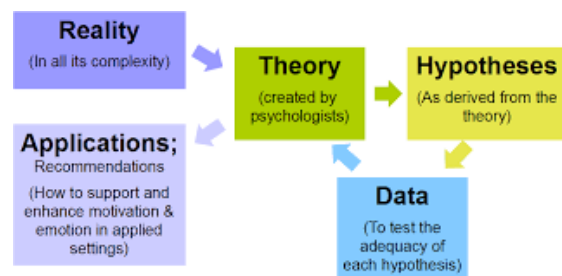 Reality
(In all its complexity)
Theory
(created by
psychologists)
Hypotheses
(As derived from the
theory)
Applications;
Recommendations
(How to support and
enhance motivation &
emotion in applied
settings)
Data
(To test the
adequacy of
each hypothesis)